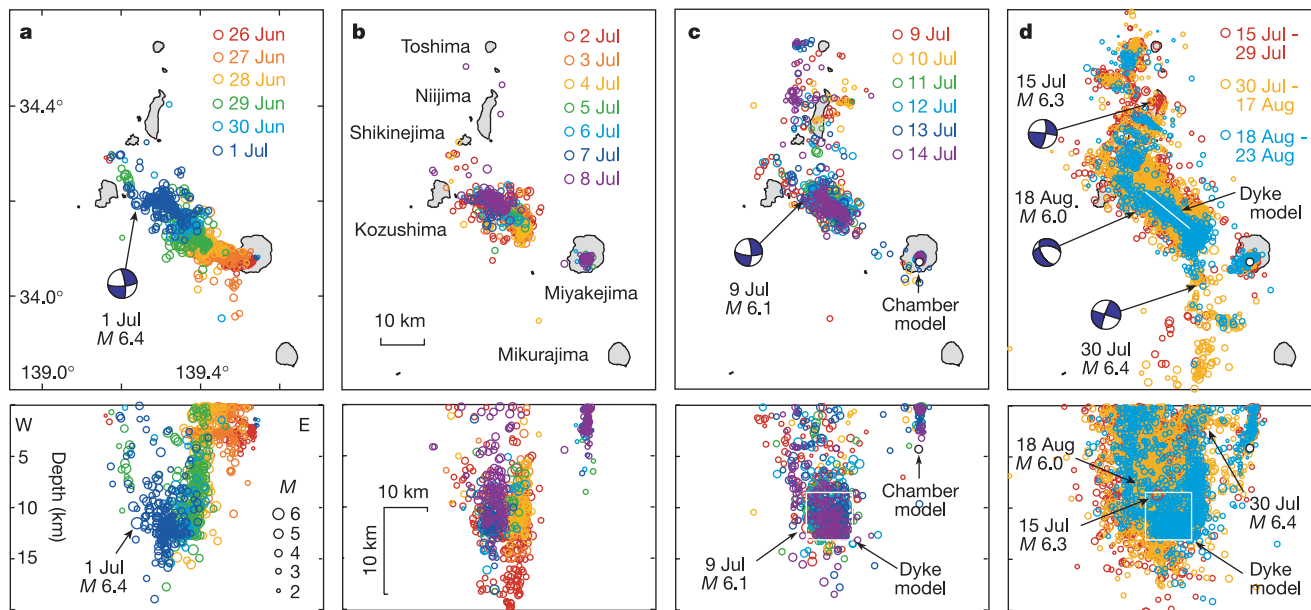 a
26 Jun
27 Jun
28 Jun
29 Jun
30 Jun
1 Jul
34.4°
34.0°
1 Jul
M 6.4
139.0°
139.4°
b
2 Jul
3 Jul
4 Jul
5 Jul
6 Jul
7 Jul
8 Jul
Toshima
Niijima
Shikinejima
Kozushima
Miyakejima
10 km
Mikurajima
c
9 Jul
10 Jul
11 Jul
12 Jul
13 Jul
14 Jul
9 Jul
M 6.1
Chamber
model
d
15 Jul -
29 Jul
30 Jul -
17 Aug
18 Aug -
23 Aug
15 Jul
M 6.3
18 Aug
M 6.0
Dyke
model
30 Jul
M 6.4
W
E
5
10
15
Depth (km)
M
6
5
4
3
2
1 Jul
M 6.4
10 km
10 km
Chamber
model
9 Jul
M 6.1
Dyke
model
18 Aug
M 6.0
15 Jul
M 6.3
30 Jul
M 6.4
Dyke
model